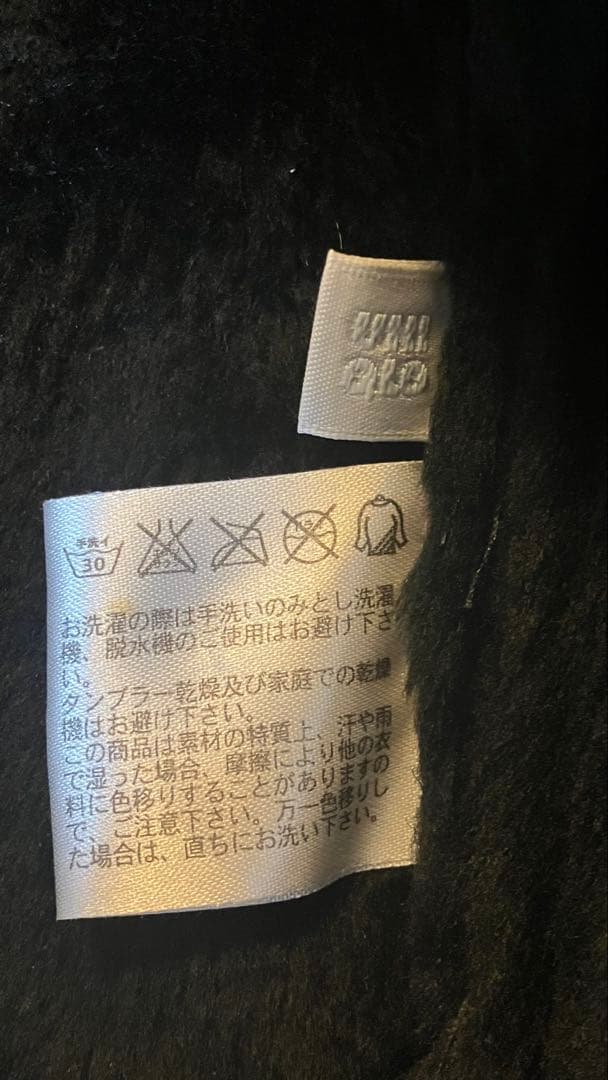 手洗イ
30
お洗濯の際は手洗いのみとし洗濯
機、脱水機のご使用はお避け下さ
い。
タンブラー乾燥及び家庭での乾燥
機はお避け下さい。
この商品は素材の特質上、汗や雨
で湿った場合、摩擦により他の衣
料に色移りすることがありますの
で、ご注意下さい。万一色移りし
た場合は、直ちにお洗い下さい。